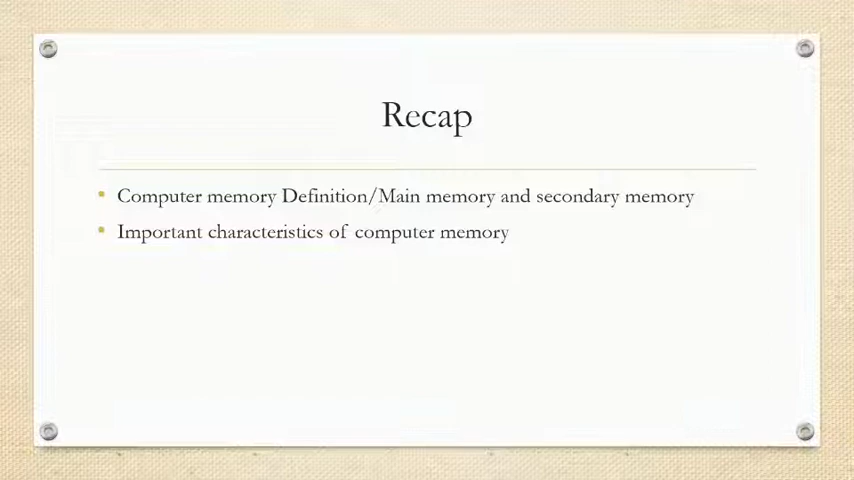 Recap
Computer memory Definition/Main memory and secondary memory
Important characteristics of computer memory